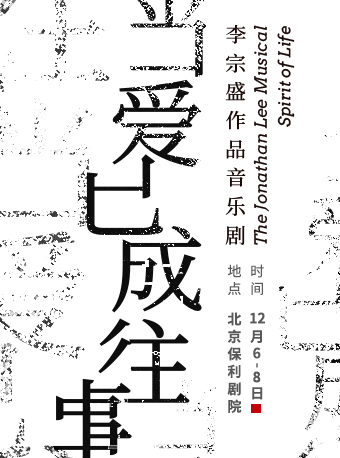 当爱已成往事
李宗盛作品音乐剧
The Jonathan Lee Musical
Spirit of Life
时间
12月6-8日
地点
北京保利剧院